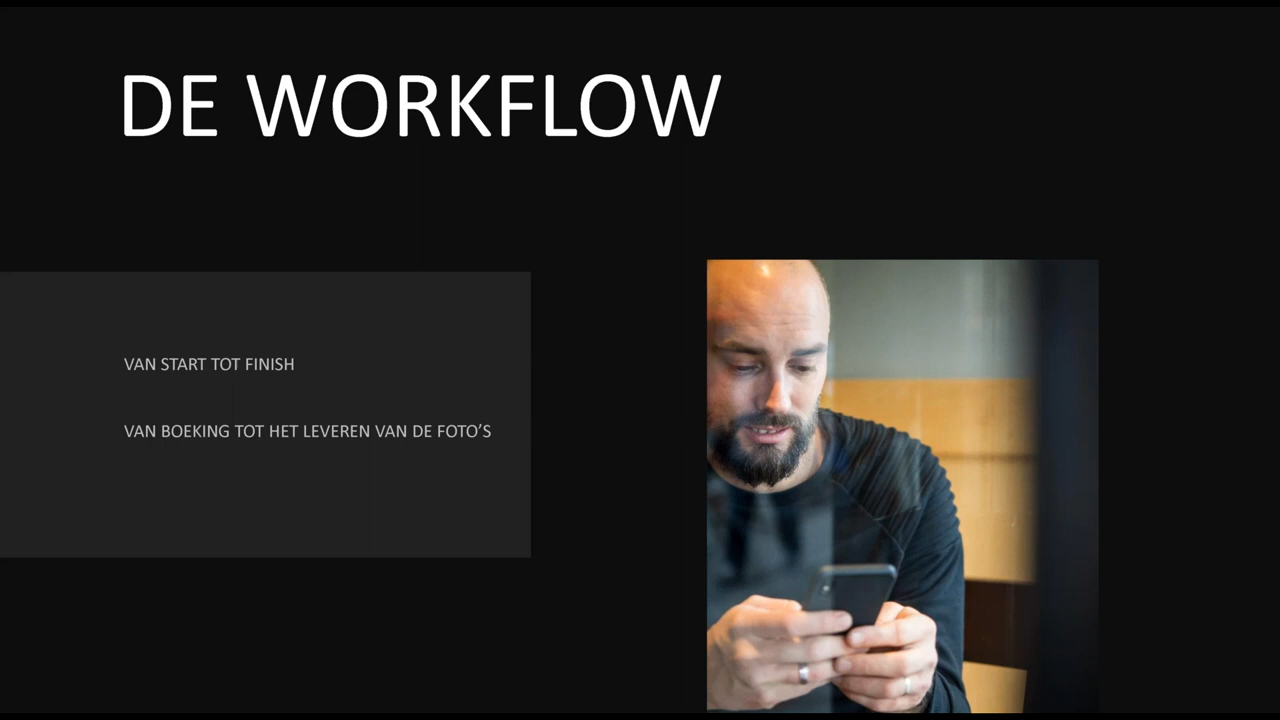 DE WORKFLOW
VAN START TOT FINISH
VAN BOEKING TOT HET LEVEREN VAN DE FOTO’S